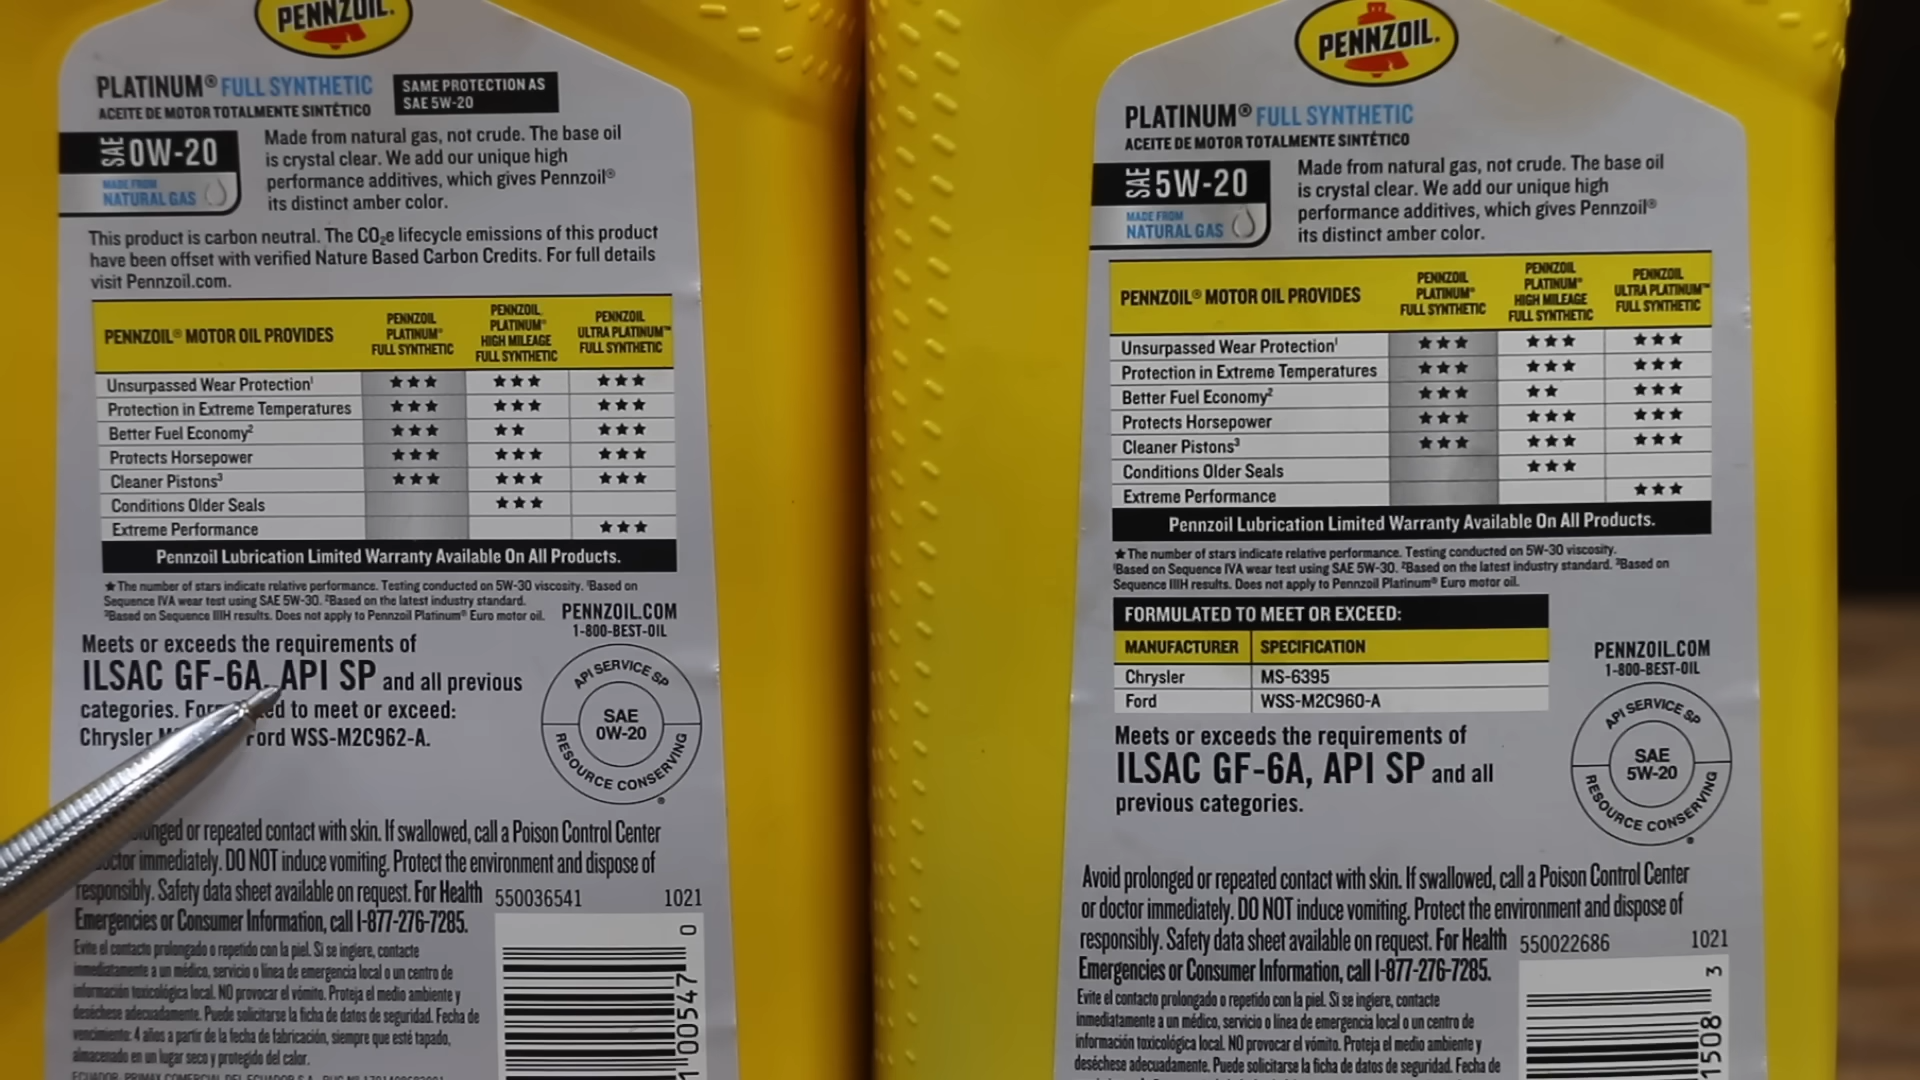 PENNZOIL.
PLATINUM® FULL SYNTHETIC
ACEITE DE MOTOR TOTALMENTE SINTÉTICO
SAME PROTECTION AS
SAE 5W-20
SAE 0W-20
MADE FROM
NATURAL GAS
Made from natural gas, not crude. The base oil
is crystal clear. We add our unique high
performance additives, which gives Pennzoil®
its distinct amber color.
This product is carbon neutral. The CO₂e lifecycle emissions of this product
have been offset with verified Nature Based Carbon Credits. For full details
visit Pennzoil.com.
PENNZOIL® MOTOR OIL PROVIDES
PENNZOIL
PLATINUM®
FULL SYNTHETIC
PENNZOIL
PLATINUM®
HIGH MILEAGE
FULL SYNTHETIC
PENNZOIL
ULTRA PLATINUM™
FULL SYNTHETIC
Unsurpassed Wear Protection¹ ★★★ ★★★ ★★★
Protection in Extreme Temperatures ★★★ ★★★ ★★★
Better Fuel Economy² ★★★ ★★ ★★★
Protects Horsepower ★★★ ★★★ ★★★
Cleaner Pistons³ ★★★ ★★★ ★★★
Conditions Older Seals ★★★
Extreme Performance ★★★
Pennzoil Lubrication Limited Warranty Available On All Products.
★The number of stars indicate relative performance. Testing conducted on 5W-30 viscosity. ¹Based on
Sequence IVA wear test using SAE 5W-30. ²Based on the latest industry standard.
³Based on Sequence IIIH results. Does not apply to Pennzoil Platinum® Euro motor oil.
PENNZOIL.COM
1-800-BEST-OIL
Meets or exceeds the requirements of
ILSAC GF-6A, API SP and all previous
categories. to meet or exceed:
Chrysler Ford WSS-M2C962-A.
API SERVICE SP
SAE
0W-20
RESOURCE CONSERVING
or repeated contact with skin. If swallowed, call a Poison Control Center
immediately. DO NOT induce vomiting. Protect the environment and dispose of
responsibly. Safety data sheet available on request. For Health
Emergencies or Consumer Information, call 1-877-276-7285.
550036541 1021
Evite el contacto prolongado o repetido con la piel. Si se ingiere, contacte
inmediatamente a un médico, servicio o línea de emergencia local o un centro de
información toxicológica local. NO provocar el vómito. Proteja el medio ambiente y
deséchese adecuadamente. Puede solicitarse la ficha de datos de seguridad. Fecha de
vencimiento: 4 años a partir de la fecha de fabricación, siempre que esté tapado,
almacenado en un lugar seco y protegido del calor.
1 00547 0
PENNZOIL.
PLATINUM® FULL SYNTHETIC
ACEITE DE MOTOR TOTALMENTE SINTÉTICO
SAE 5W-20
MADE FROM
NATURAL GAS
Made from natural gas, not crude. The base oil
is crystal clear. We add our unique high
performance additives, which gives Pennzoil®
its distinct amber color.
PENNZOIL® MOTOR OIL PROVIDES
PENNZOIL
PLATINUM®
FULL SYNTHETIC
PENNZOIL
PLATINUM®
HIGH MILEAGE
FULL SYNTHETIC
PENNZOIL
ULTRA PLATINUM™
FULL SYNTHETIC
Unsurpassed Wear Protection¹ ★★★ ★★★ ★★★
Protection in Extreme Temperatures ★★★ ★★★ ★★★
Better Fuel Economy² ★★★ ★★ ★★★
Protects Horsepower ★★★ ★★★ ★★★
Cleaner Pistons³ ★★★ ★★★ ★★★
Conditions Older Seals ★★★
Extreme Performance ★★★
Pennzoil Lubrication Limited Warranty Available On All Products.
★The number of stars indicate relative performance. Testing conducted on 5W-30 viscosity.
¹Based on Sequence IVA wear test using SAE 5W-30. ²Based on the latest industry standard. ³Based on
Sequence IIIH results. Does not apply to Pennzoil Platinum® Euro motor oil.
FORMULATED TO MEET OR EXCEED:
MANUFACTURER SPECIFICATION
Chrysler MS-6395
Ford WSS-M2C960-A
PENNZOIL.COM
1-800-BEST-OIL
Meets or exceeds the requirements of
ILSAC GF-6A, API SP and all
previous categories.
API SERVICE SP
SAE
5W-20
RESOURCE CONSERVING
Avoid prolonged or repeated contact with skin. If swallowed, call a Poison Control Center
or doctor immediately. DO NOT induce vomiting. Protect the environment and dispose of
responsibly. Safety data sheet available on request. For Health
Emergencies or Consumer Information, call 1-877-276-7285.
550022686 1021
Evite el contacto prolongado o repetido con la piel. Si se ingiere, contacte
inmediatamente a un médico, servicio o línea de emergencia local o un centro de
información toxicológica local. NO provocar el vómito. Proteja el medio ambiente y
deséchese adecuadamente. Puede solicitarse la ficha de datos de seguridad. Fecha de
1508 3